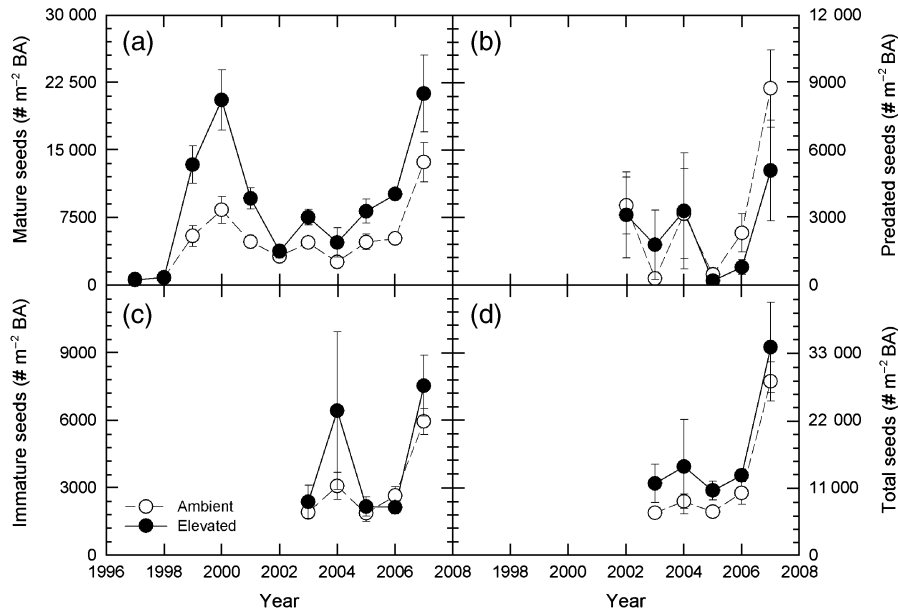 30 000
22 500
15 000
7500
0
Mature seeds (# m⁻² BA)
(a)
(b)
12 000
9000
6000
3000
0
Predated seeds (# m⁻² BA)
9000
6000
3000
0
Immature seeds (# m⁻² BA)
(c)
Ambient
Elevated
(d)
33 000
22 000
11 000
0
Total seeds (# m⁻² BA)
1996 1998 2000 2002 2004 2006 2008
2000 2002 2004 2006 2008
Year
Year